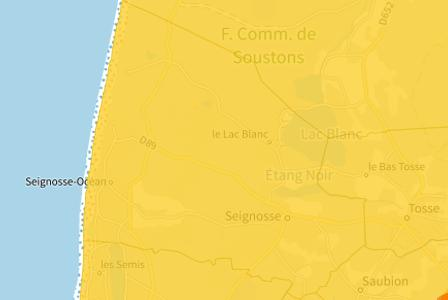 D652
F. Comm. de
Soustons
le Lac Blanc
Lac Blanc
D89
le Bas Tosse
Étang Noir
Seignosse-Océan
Seignosse
Tosse
les Semis
Saubion